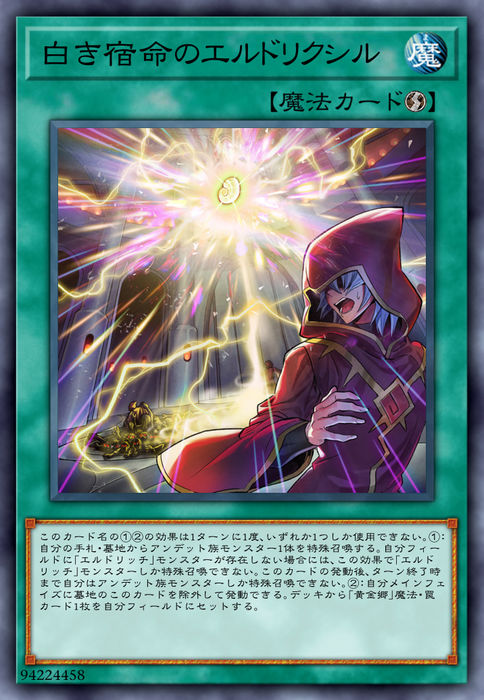 白き宿命のエルドリクシル
魔
【魔法カード】
このカード名の①②の効果は1ターンに1度、いずれか1つしか使用できない。①:
自分の手札・墓地からアンデット族モンスター1体を特殊召喚する。自分フィー
ルドに「エルドリッチ」モンスターが存在しない場合には、この効果で「エルド
リッチ」モンスターしか特殊召喚できない。このカードの発動後、ターン終了時
まで自分はアンデット族モンスターしか特殊召喚できない。②:自分メインフェ
イズに墓地のこのカードを除外して発動できる。デッキから「黄金郷」魔法・罠
カード1枚を自分フィールドにセットする。
94224458